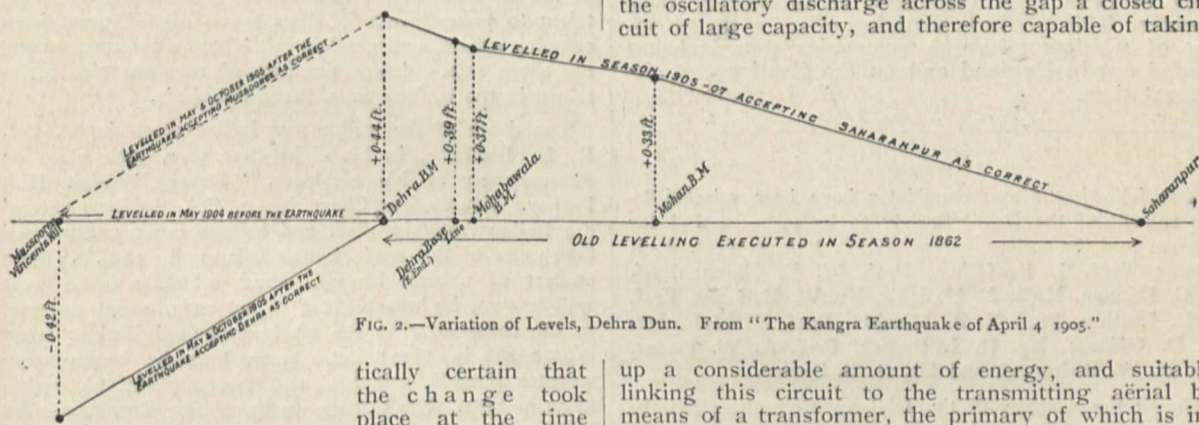 the oscillatory discharge across the gap a closed
cuit of large capacity, and therefore capable of takin
LEVELLED IN MAY & OCTOBER 1905 AFTER THE
EARTHQUAKE ACCEPTING MUSSOOREE AS CORRECT
LEVELLED IN SEASON 1905-07 ACCEPTING SAHARANPUR AS CORRECT
+0.44 ft.
+0.39 ft.
+0.37 ft.
+0.33 ft.
LEVELLED IN MAY 1904 BEFORE THE EARTHQUAKE
Dehra. B.M
Mohabawala
B.M.
Mohan. B.M
Saharanpur
Dehra Base
Line
(E. End.)
OLD LEVELLING EXECUTED IN SEASON 1862
-0.42 ft.
LEVELLED IN MAY & OCTOBER 1905 AFTER THE
EARTHQUAKE ACCEPTING DEHRA AS CORRECT
FIG. 2.—Variation of Levels, Dehra Dun. From "The Kangra Earthquake of April 4 1905."
tically certain that
the change took
place at the time
up a considerable amount of energy, and suitabl
linking this circuit to the transmitting aërial b
means of a transformer, the primary of which is in